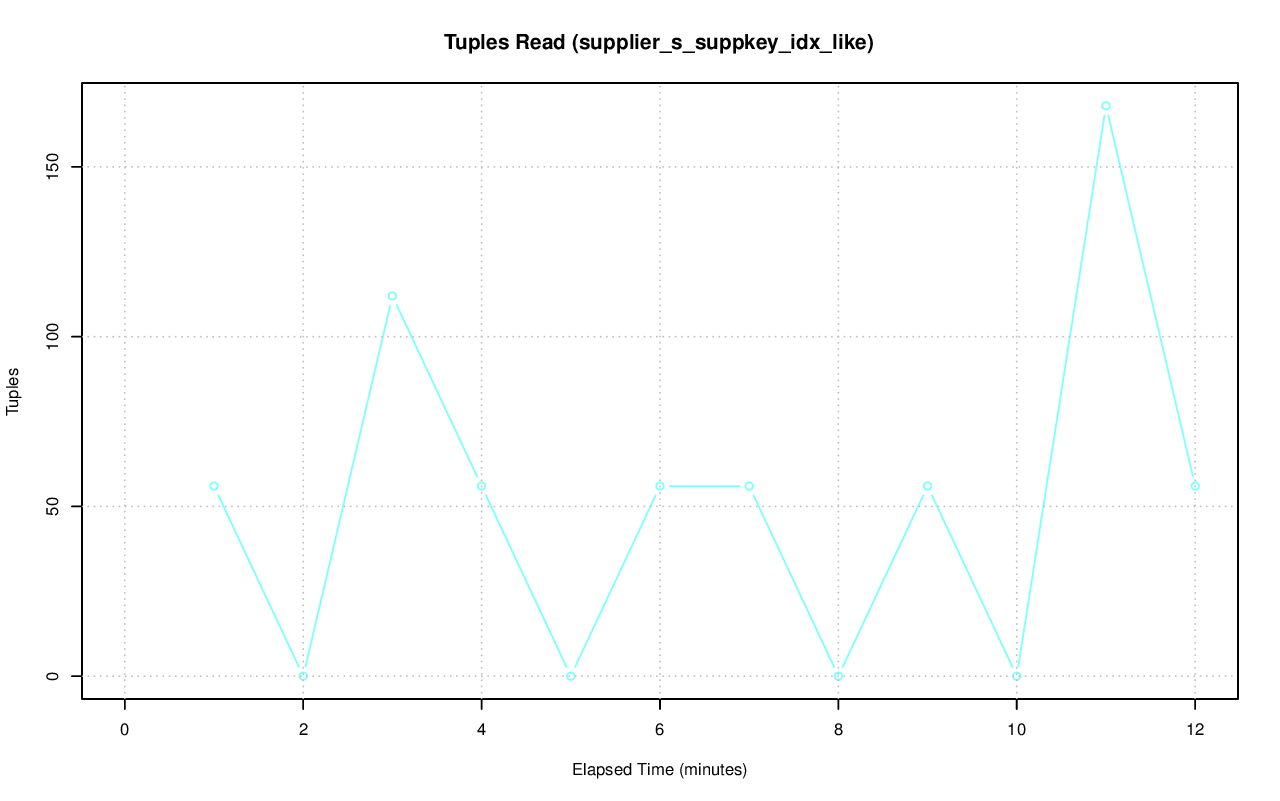 Tuples Read (supplier_s_suppkey_idx_like)
150
100
50
0
Tuples
0 2 4 6 8 10 12
Elapsed Time (minutes)